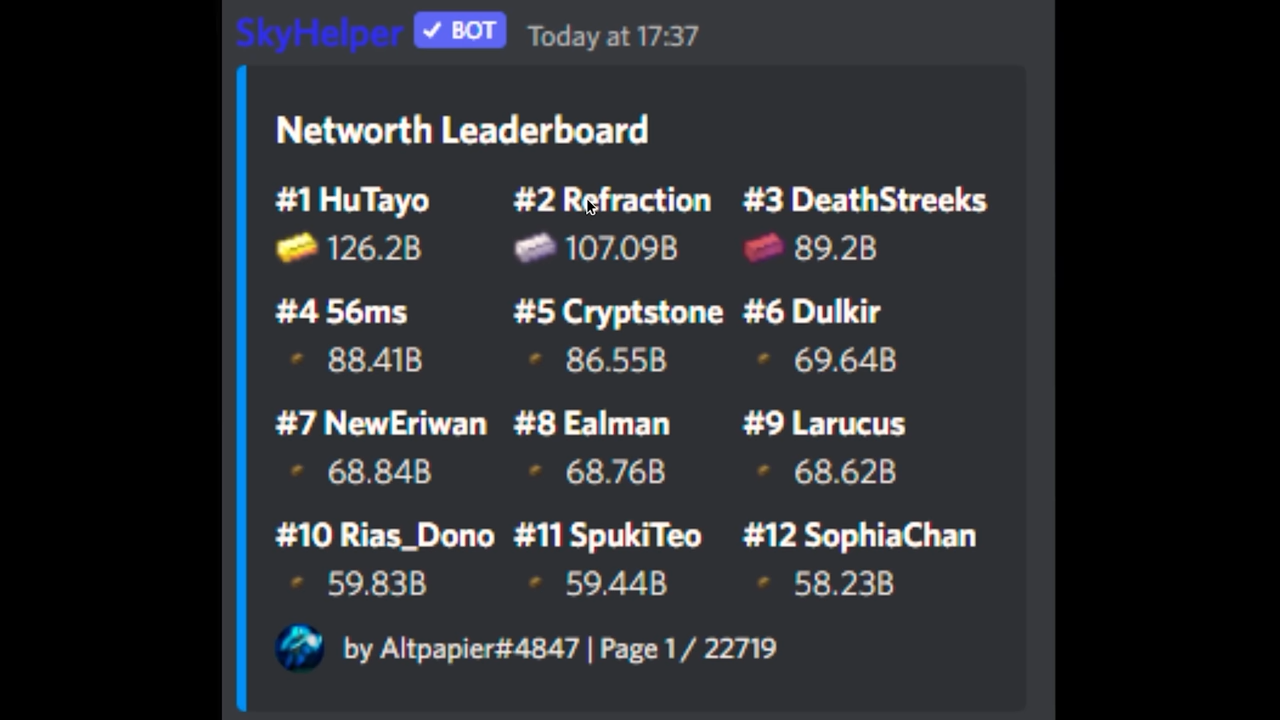 SkyHelper ✓ BOT Today at 17:37
Networth Leaderboard
#1 HuTayo #2 Refraction #3 DeathStreeks
126.2B 107.09B 89.2B
#4 56ms #5 Cryptstone #6 Dulkir
88.41B 86.55B 69.64B
#7 NewEriwan #8 Ealman #9 Larucus
68.84B 68.76B 68.62B
#10 Rias_Dono #11 SpukiTeo #12 SophiaChan
59.83B 59.44B 58.23B
by Altpapier#4847 | Page 1 / 22719